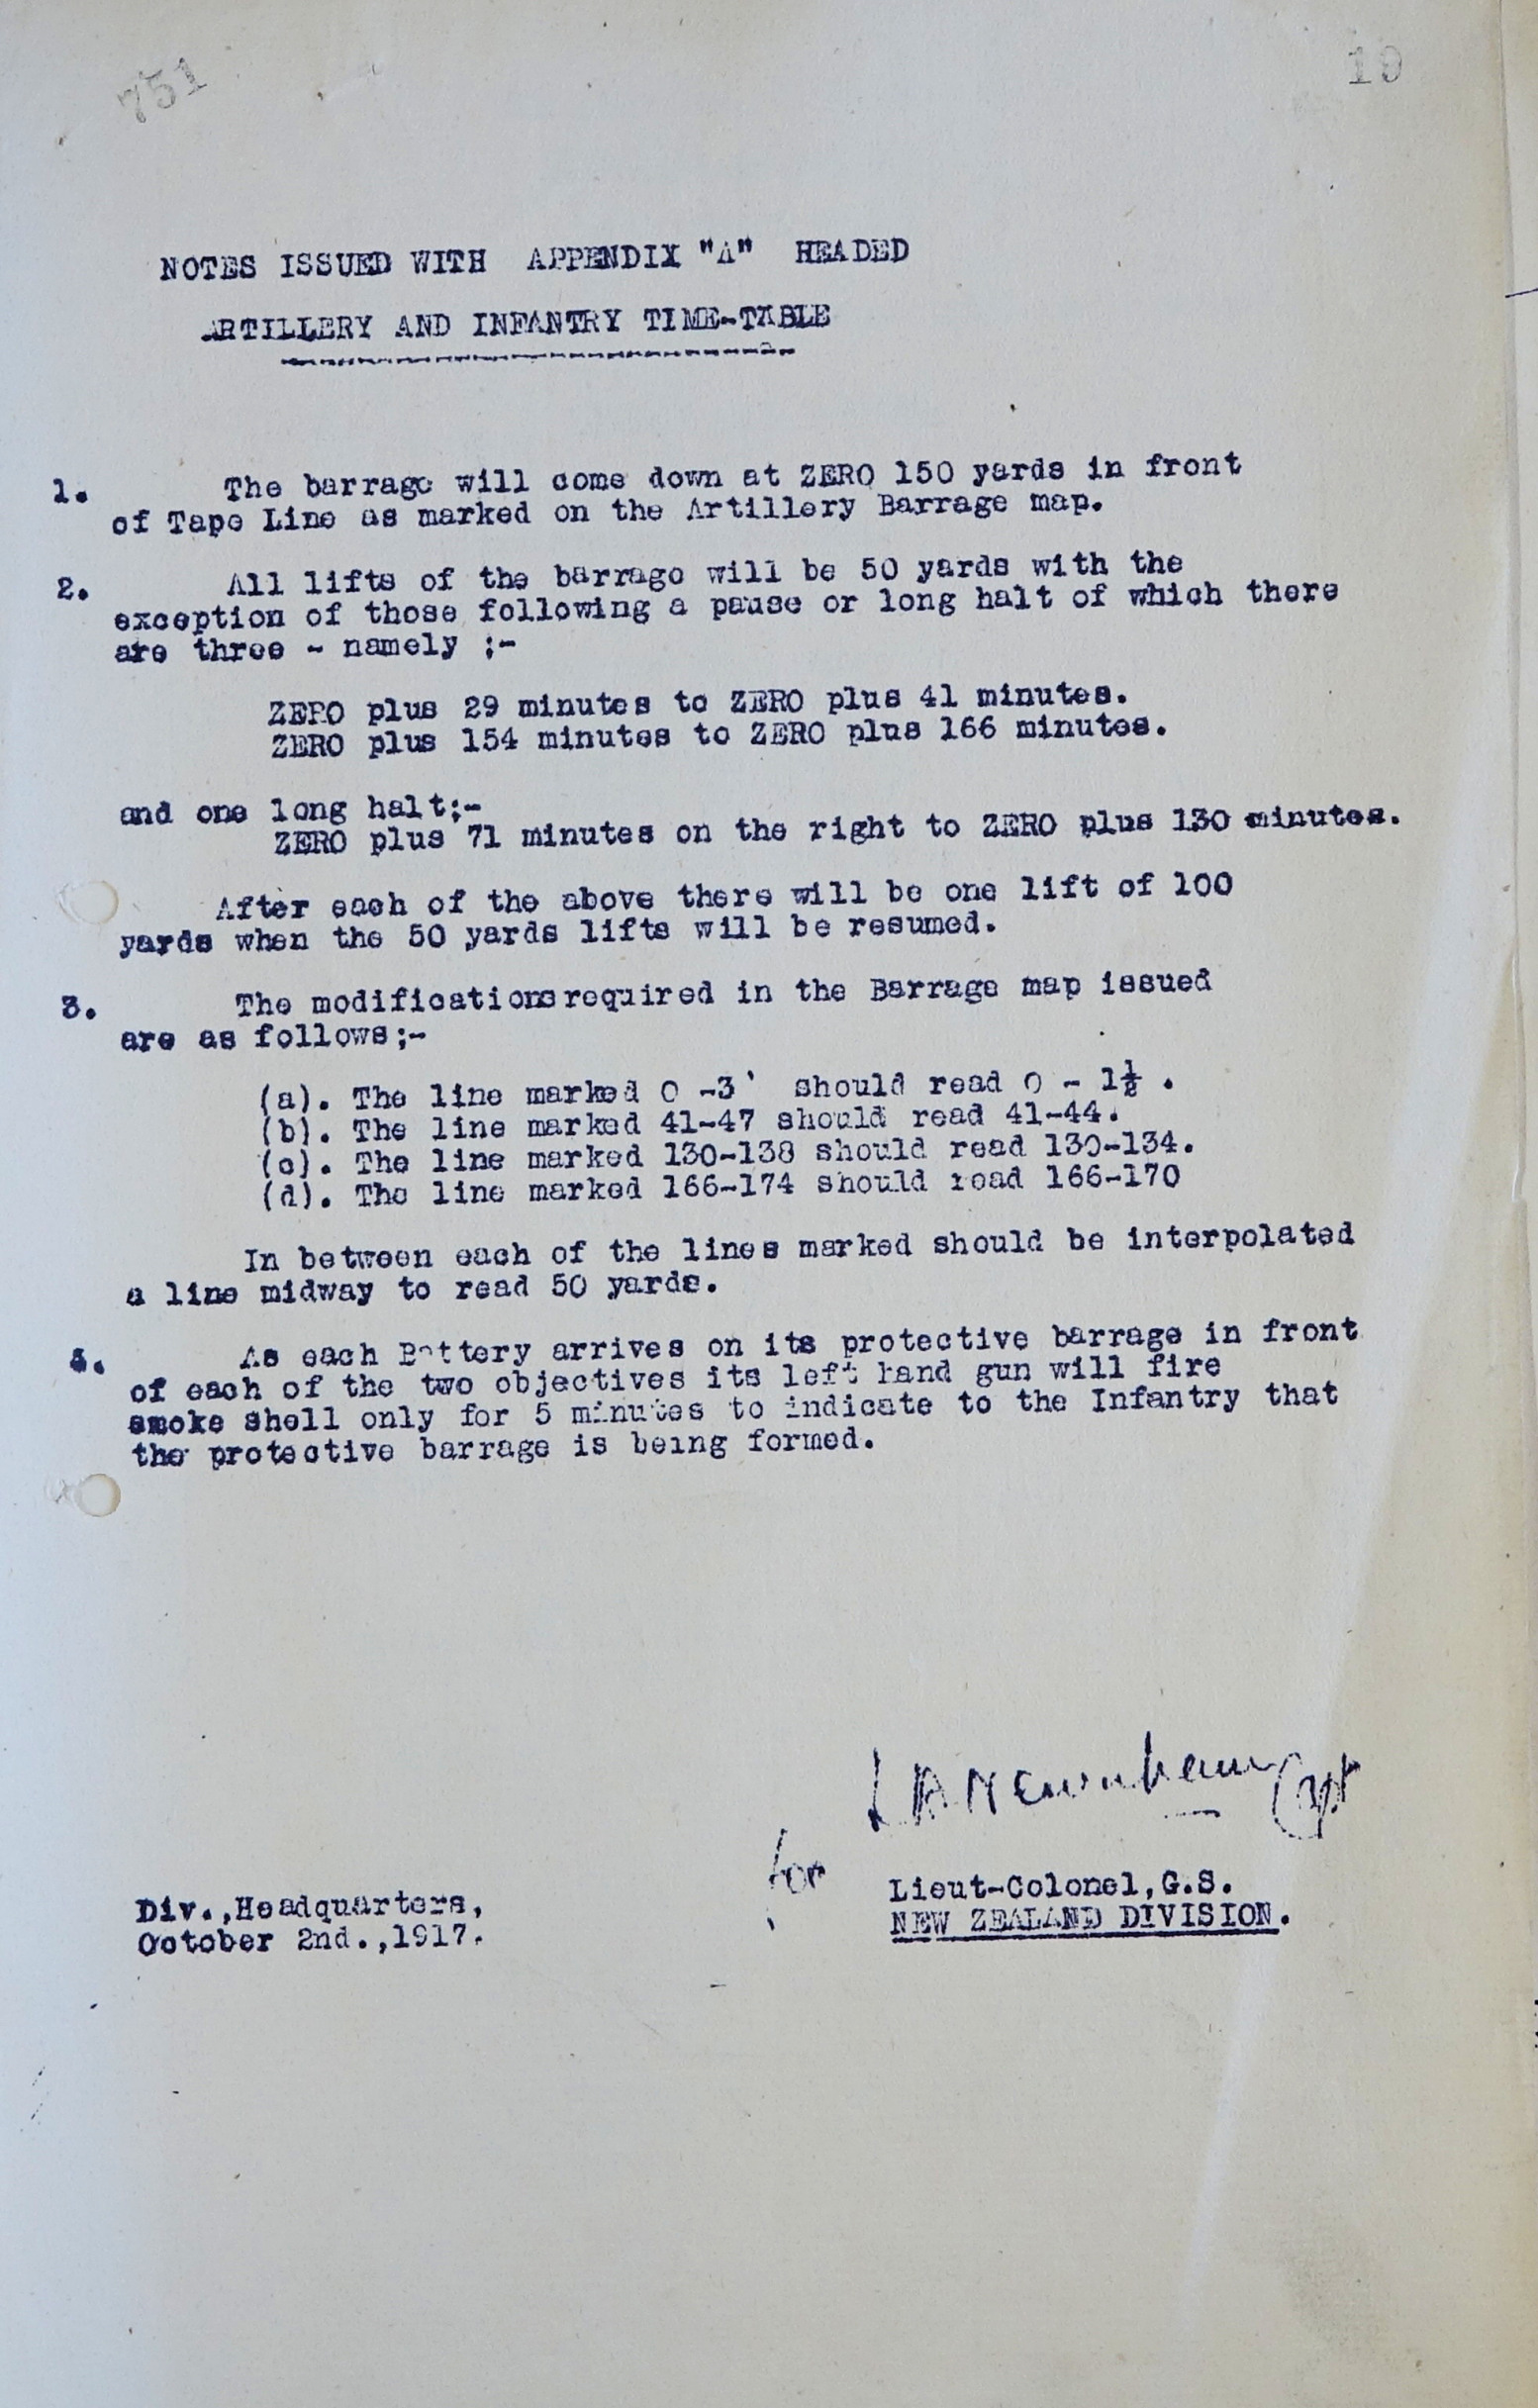 751
19
NOTES ISSUED WITH APPENDIX "A" HEADED
ARTILLERY AND INFANTRY TIME-TABLE
1. The barrage will come down at ZERO 150 yards in front
of Tape Line as marked on the Artillery Barrage map.
2. All lifts of the barrage will be 50 yards with the
exception of those following a pause or long halt of which there
are three - namely :-
ZERO plus 29 minutes to ZERO plus 41 minutes.
ZERO plus 154 minutes to ZERO plus 166 minutes.
and one long halt:-
ZERO plus 71 minutes on the right to ZERO plus 130 minutes.
After each of the above there will be one lift of 100
yards when the 50 yards lifts will be resumed.
3. The modifications required in the Barrage map issued
are as follows:-
(a). The line marked 0 -3' should read 0 - 1½ .
(b). The line marked 41-47 should read 41-44.
(c). The line marked 130-138 should read 130-134.
(d). The line marked 166-174 should read 166-170
In between each of the lines marked should be interpolated
a line midway to read 50 yards.
As each Battery arrives on its protective barrage in front
of each of the two objectives its left hand gun will fire
smoke shell only for 5 minutes to indicate to the Infantry that
the protective barrage is being formed.
L A Newnham Capt
for
Lieut-Colonel,G.S.
NEW ZEALAND DIVISION.
Div.,Headquarters,
October 2nd.,1917.